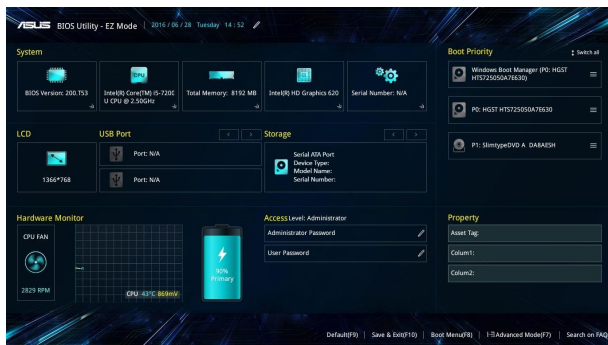 ASUS BIOS Utility - EZ Mode 2016/06/28 Tuesday 14:52
System
BIOS Version: 200.T53
Intel(R) Core(TM) i5-7200
U CPU @ 2.50GHz
Total Memory: 8192 MB
Intel(R) HD Graphics 620
Serial Number: N/A
CPU
LCD
1366*768
USB Port
Port: N/A
Port: N/A
Storage
Serial ATA Port
Device Type:
Model Name:
Serial Number:
Hardware Monitor
CPU FAN
2829 RPM
CPU 43°C 869mV
90%
Primary
Access Level: Administrator
Administrator Password
User Password
Boot Priority
Switch all
Windows Boot Manager (P0: HGST
HTS725050A76630)
P0: HGST HTS725050A7E630
P1: SlimtypeDVD A DA8AESH
Property
Asset Tag:
Colum1:
Colum2:
Default(F9) | Save & Exit(F10) | Boot Menu(F8) | Advanced Mode(F7) | Search on FAQ